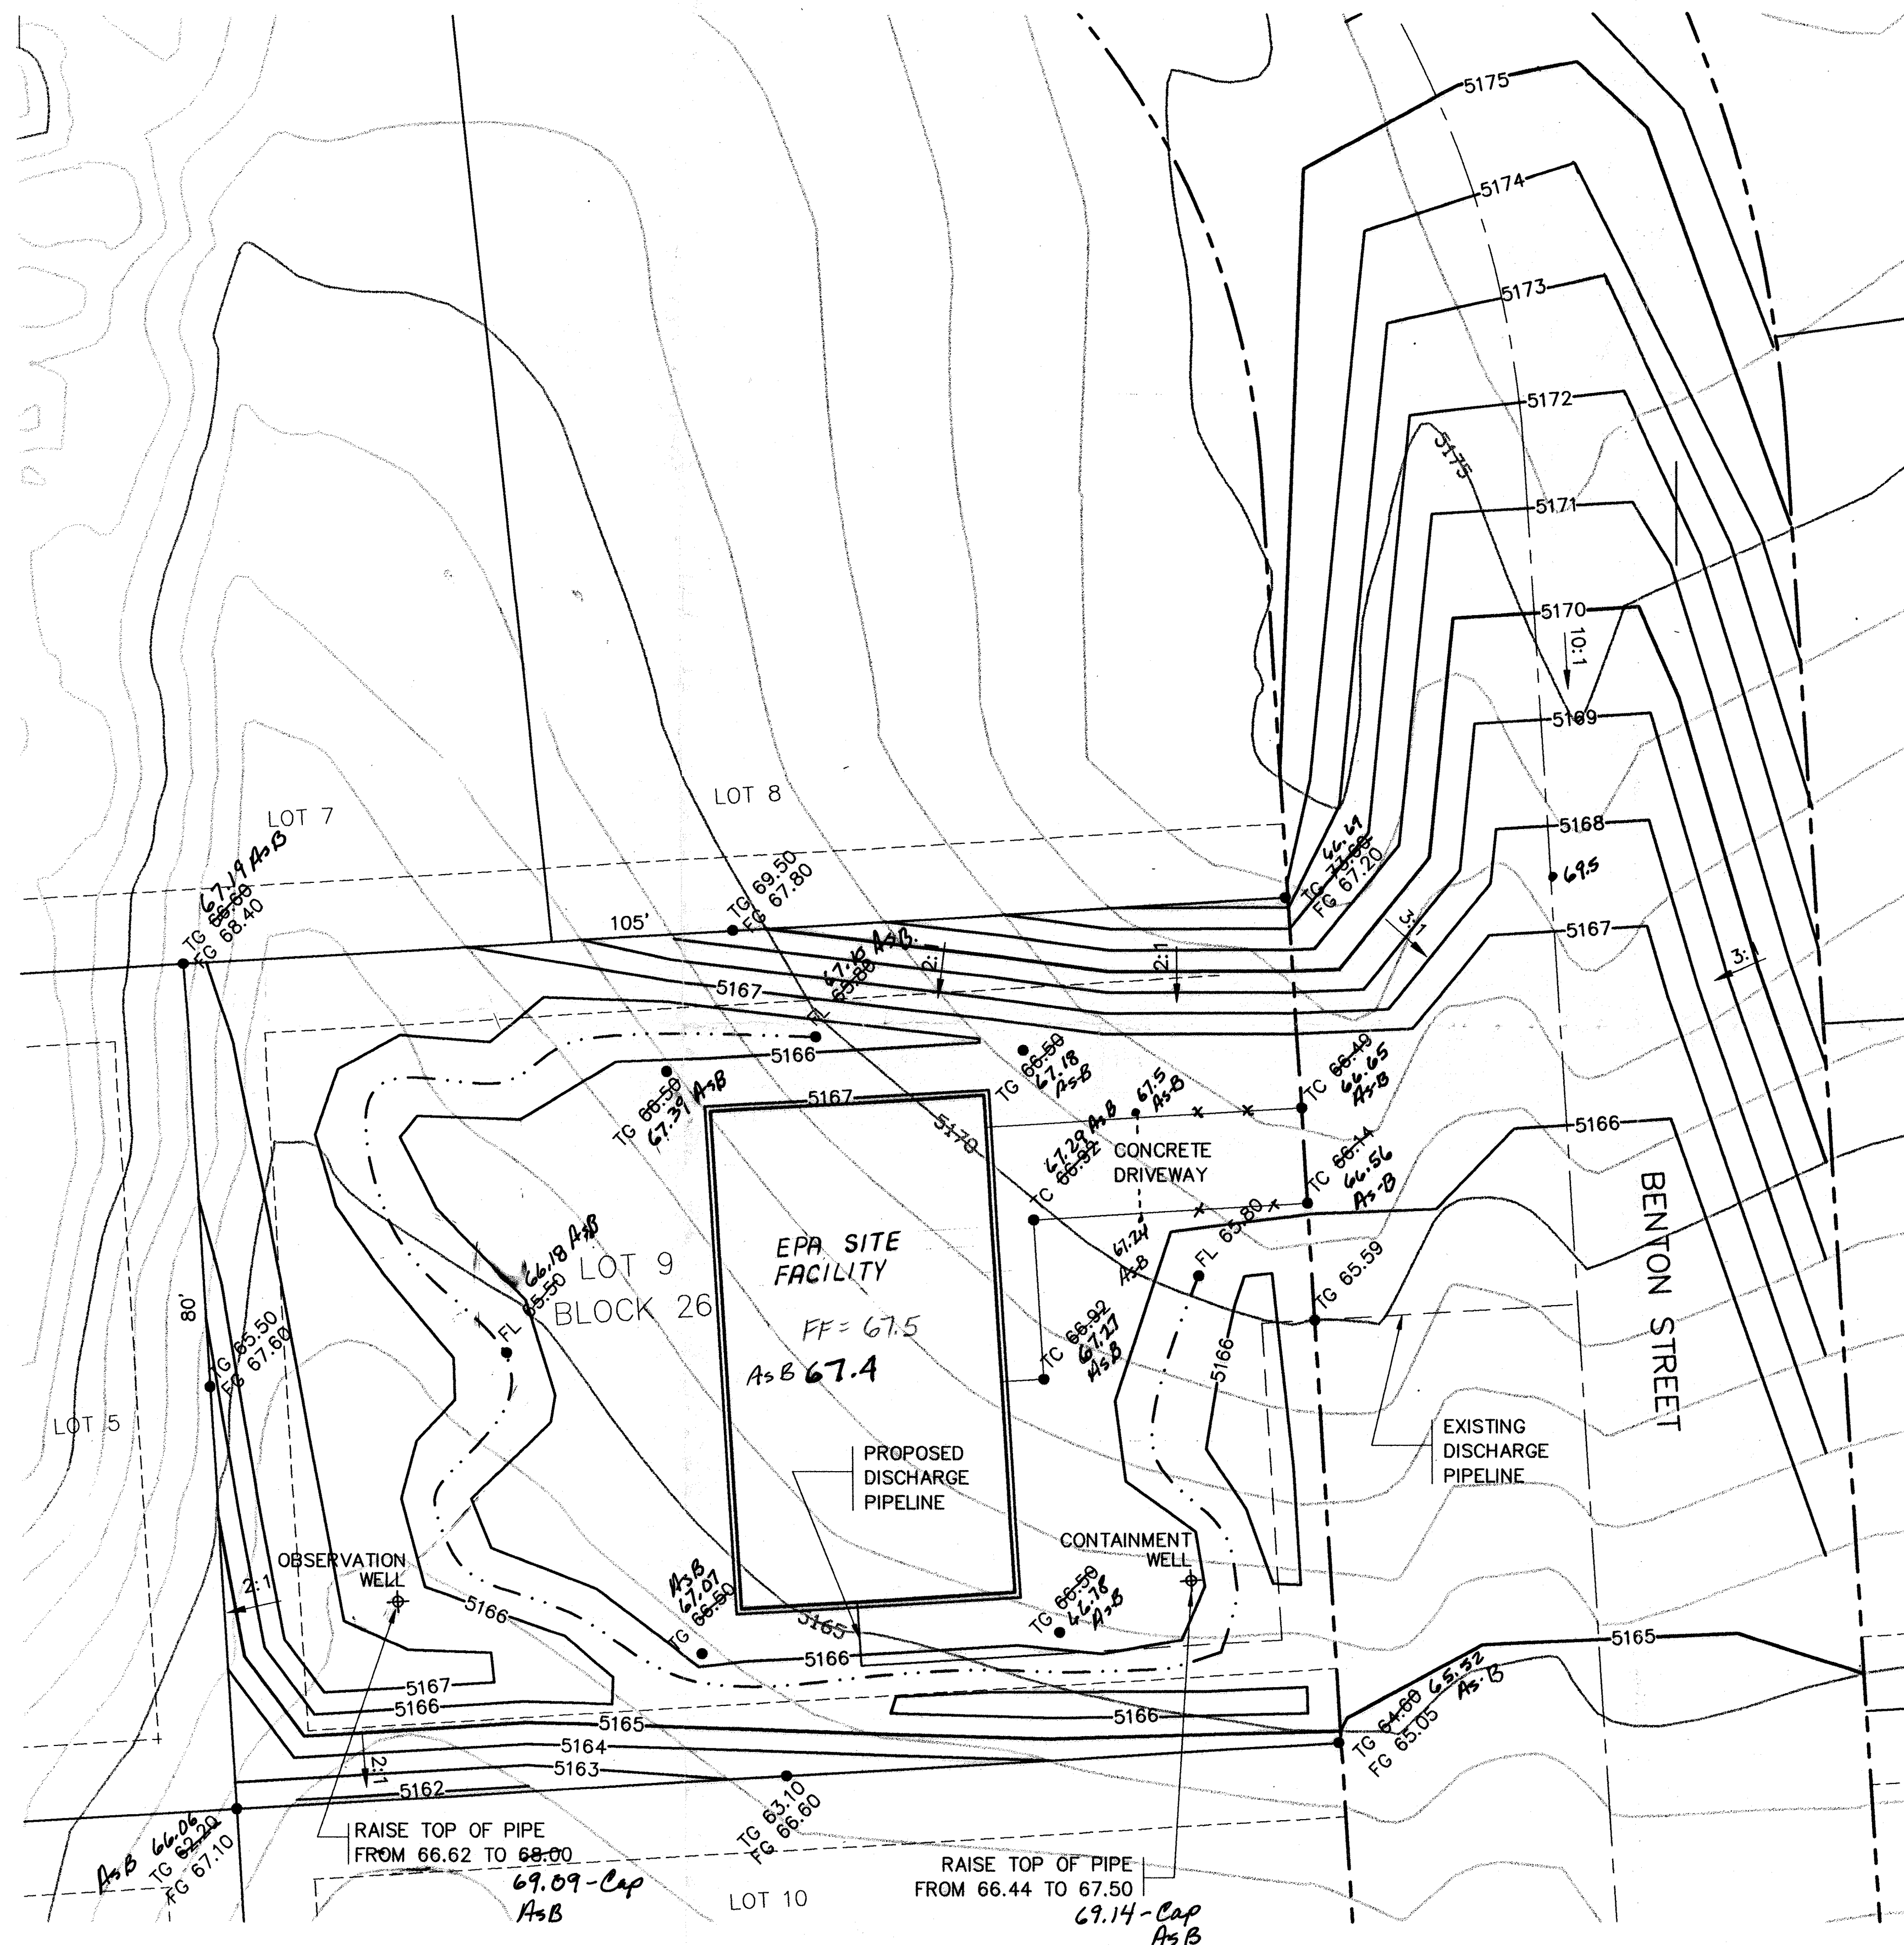 5175
5174
5173
5172
5175
5171
5170
10:1
5169
LOT 8
LOT 7
5168
67.19 AsB
TG 66.60
FG 68.40
105'
TG 69.50
FG 67.80
66.69
TG 73.60
FG 67.20
69.5
5167
3:1
3:1
67.15 AsB.
65.80
FL
2:1
2:1
5167
5166
TG 66.50
67.39 AsB
5167
TG 66.50
67.18
AsB
67.5
AsB
TC 66.49
66.65
As-B
5170
67.29 AsB
TC 66.92
CONCRETE
DRIVEWAY
TC 66.14
66.56
As-B
5166
67.24
AsB
FL 65.80
TG 65.59
BENTON STREET
66.18 AsB
65.50
FL
LOT 9
BLOCK 26
EPA SITE
FACILITY
FF = 67.5
AsB 67.4
TC 66.92
67.27
AsB
5166
80'
TG 65.50
FG 67.60
LOT 5
PROPOSED
DISCHARGE
PIPELINE
EXISTING
DISCHARGE
PIPELINE
OBSERVATION
WELL
2:1
CONTAINMENT
WELL
AsB
67.07
TG 66.50
TG 66.50
66.78
AsB
5166
5165
5166
5165
5167
5166
5166
5165
5164
5163
5162
2:1
TG 64.60 65.52
As-B
FG 65.05
AsB 66.06
TG 62.20
FG 67.10
TG 63.10
FG 66.60
RAISE TOP OF PIPE
FROM 66.62 TO 68.00
69.09-Cap
AsB
LOT 10
RAISE TOP OF PIPE
FROM 66.44 TO 67.50
69.14-Cap
AsB